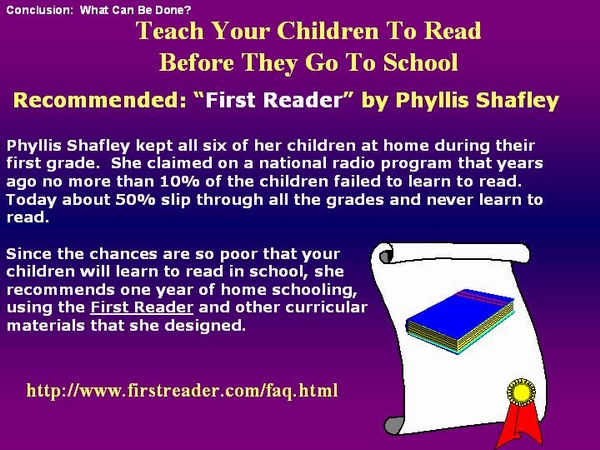 Conclusion: What Can Be Done?
Teach Your Children To Read
Before They Go To School
Recommended: “First Reader” by Phyllis Shafley
Phyllis Shafley kept all six of her children at home during their
first grade. She claimed on a national radio program that years
ago no more than 10% of the children failed to learn to read.
Today about 50% slip through all the grades and never learn to
read.
Since the chances are so poor that your
children will learn to read in school, she
recommends one year of home schooling,
using the First Reader and other curricular
materials that she designed.
http://www.firstreader.com/faq.html